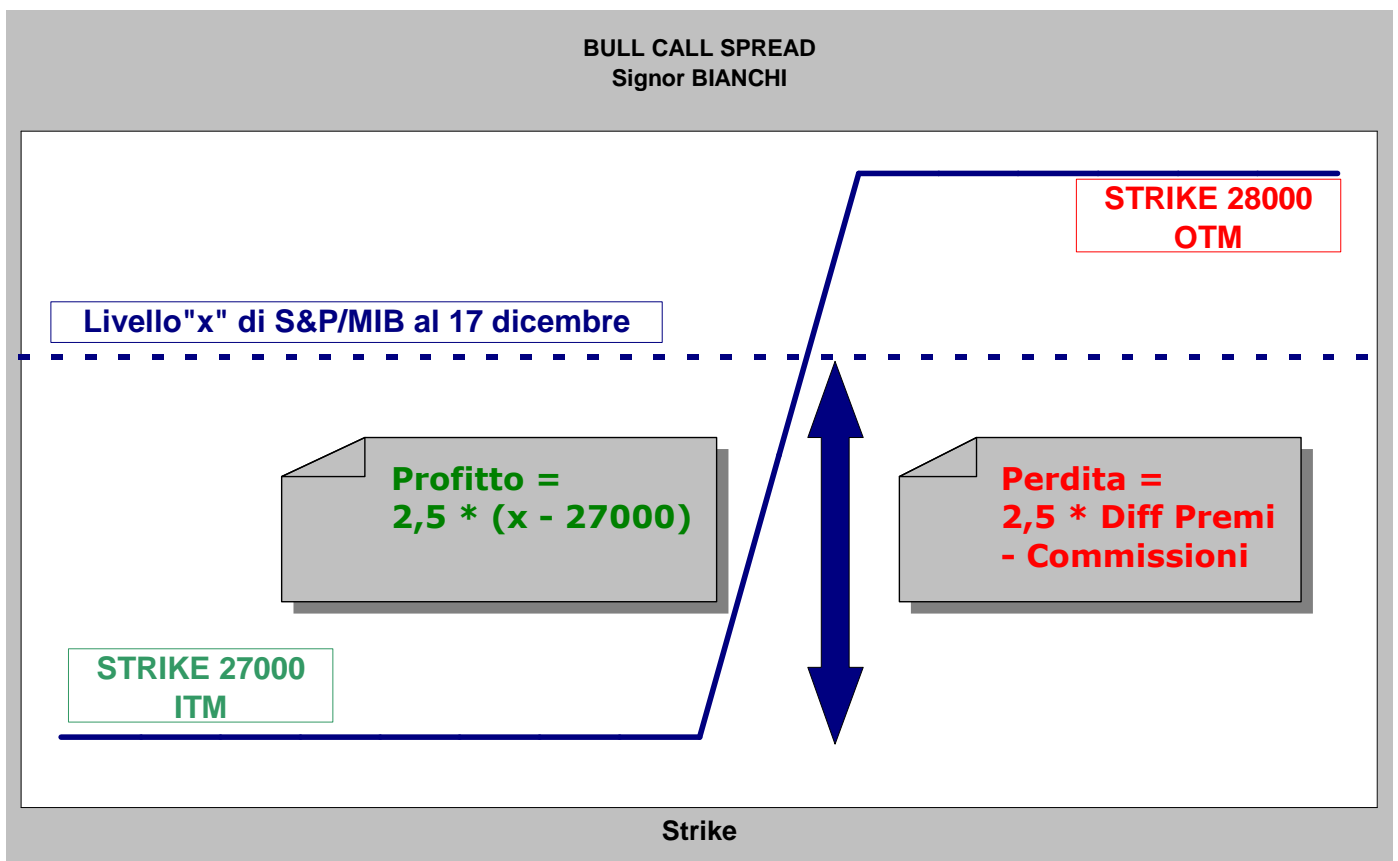 BULL CALL SPREAD
Signor BIANCHI
STRIKE 28000
OTM
Livello"x" di S&P/MIB al 17 dicembre
Profitto =
2,5 * (x - 27000)
Perdita =
2,5 * Diff Premi
- Commissioni
STRIKE 27000
ITM
Strike